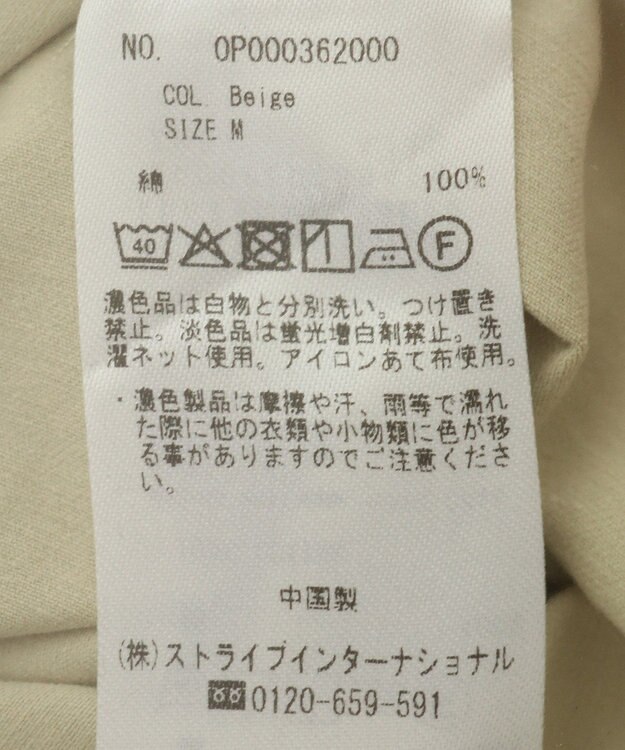 NO. 0P000362000
COL Beige
SIZE M
綿 100%
40 F
濃色品は白物と分別洗い。つけ置き
禁止。淡色品は蛍光増白剤禁止。洗
濯ネット使用。アイロンあて布使用。
・濃色製品は摩擦や汗、雨等で濡れ
た際に他の衣類や小物類に色が移
る事がありますのでご注意くださ
い。
中国製
(株)ストライプインターナショナル
0120-659-591